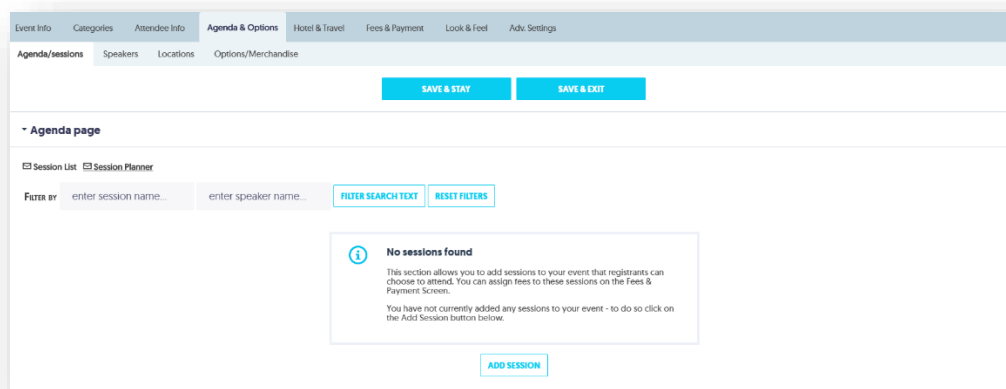 Event Info Categories Attendee Info Agenda & Options Hotel & Travel Fees & Payment Look & Feel Adv. Settings
Agenda/sessions Speakers Locations Options/Merchandise
SAVE & STAY SAVE & EXIT
Agenda page
Session List Session Planner
FILTER BY enter session name... enter speaker name... FILTER SEARCH TEXT RESET FILTERS
No sessions found
This section allows you to add sessions to your event that registrants can
choose to attend. You can assign fees to these sessions on the Fees &
Payment Screen.
You have not currently added any sessions to your event - to do so click on
the Add Session button below.
ADD SESSION